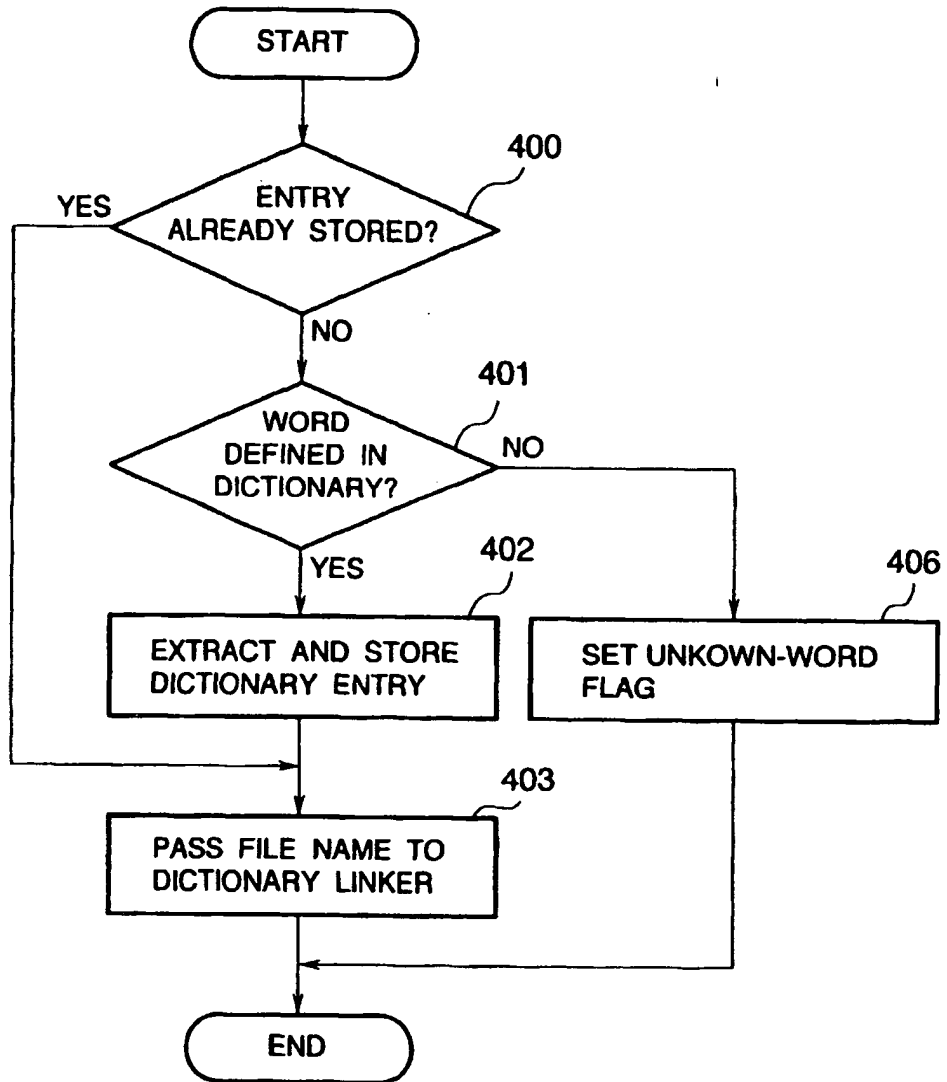 START
400
ENTRY
ALREADY STORED?
YES
NO
401
WORD
DEFINED IN
DICTIONARY?
NO
YES
402
EXTRACT AND STORE
DICTIONARY ENTRY
406
SET UNKOWN-WORD
FLAG
403
PASS FILE NAME TO
DICTIONARY LINKER
END